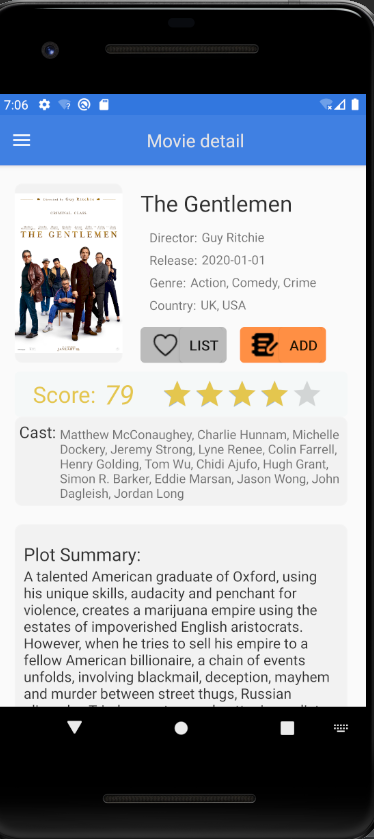 7:06
Movie detail
ORIGINAL CLASS
THE GENTLEMEN
The Gentlemen
Director: Guy Ritchie
Release: 2020-01-01
Genre: Action, Comedy, Crime
Country: UK, USA
LIST
ADD
Score: 79
Cast: Matthew McConaughey, Charlie Hunnam, Michelle
Dockery, Jeremy Strong, Lyne Renee, Colin Farrell,
Henry Golding, Tom Wu, Chidi Ajufo, Hugh Grant,
Simon R. Barker, Eddie Marsan, Jason Wong, John
Dagleish, Jordan Long
Plot Summary:
A talented American graduate of Oxford, using
his unique skills, audacity and penchant for
violence, creates a marijuana empire using the
estates of impoverished English aristocrats.
However, when he tries to sell his empire to a
fellow American billionaire, a chain of events
unfolds, involving blackmail, deception, mayhem
and murder between street thugs, Russian